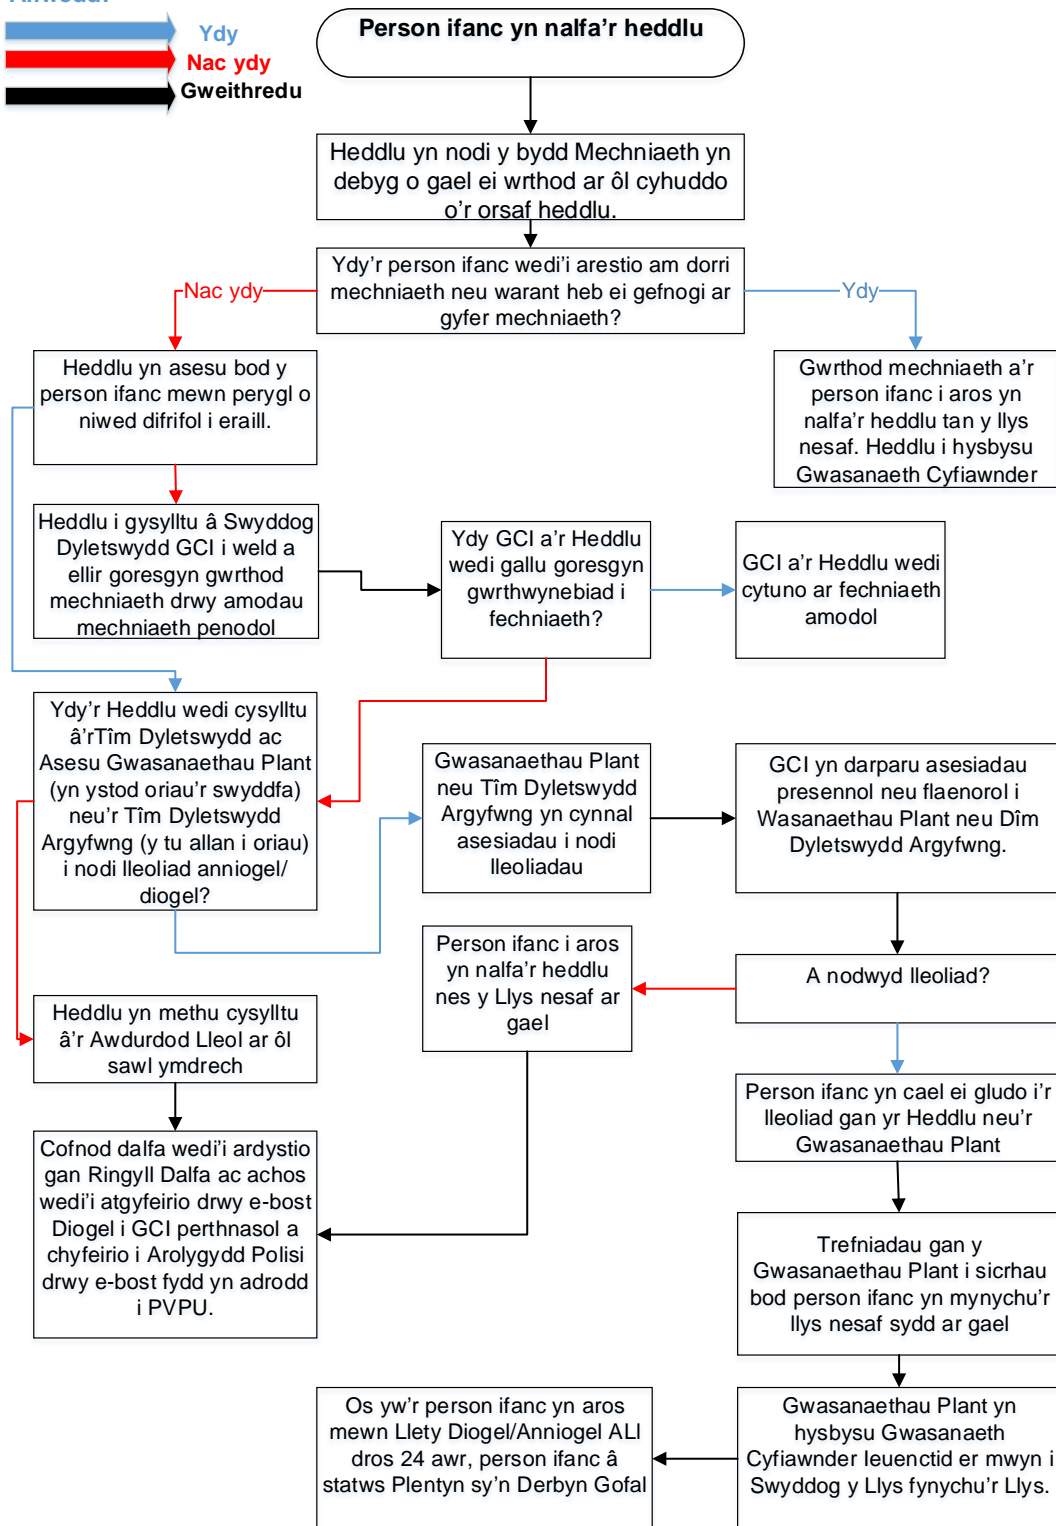 Ydy
Nac ydy
Gweithredu
Person ifanc yn nalfa'r heddlu
Heddlu yn nodi y bydd Mechniaeth yn
debyg o gael ei wrthod ar ôl cyhuddo
o'r orsaf heddlu.
Ydy'r person ifanc wedi'i arestio am dorri
mechniaeth neu warant heb ei gefnogi ar
gyfer mechniaeth?
Nac ydy
Ydy
Heddlu yn asesu bod y
person ifanc mewn perygl o
niwed difrifol i eraill.
Gwrthod mechniaeth a'r
person ifanc i aros yn
nalfa'r heddlu tan y llys
nesaf. Heddlu i hysbysu
Gwasanaeth Cyfiawnder
Heddlu i gysylltu â Swyddog
Dyletswydd GCI i weld a
ellir goresgyn gwrthod
mechniaeth drwy amodau
mechniaeth penodol
Ydy GCI a'r Heddlu
wedi gallu goresgyn
gwrthwynebiad i
fechniaeth?
GCI a'r Heddlu wedi
cytuno ar fechniaeth
amodol
Ydy'r Heddlu wedi cysylltu
â'rTîm Dyletswydd ac
Asesu Gwasanaethau Plant
(yn ystod oriau'r swyddfa)
neu'r Tîm Dyletswydd
Argyfwng (y tu allan i oriau)
i nodi lleoliad anniogel/
diogel?
Gwasanaethau Plant
neu Tîm Dyletswydd
Argyfwng yn cynnal
asesiadau i nodi
lleoliadau
GCI yn darparu asesiadau
presennol neu flaenorol i
Wasanaethau Plant neu Dîm
Dyletswydd Argyfwng.
Person ifanc i aros
yn nalfa'r heddlu
nes y Llys nesaf ar
gael
A nodwyd lleoliad?
Heddlu yn methu cysylltu
â'r Awdurdod Lleol ar ôl
sawl ymdrech
Person ifanc yn cael ei gludo i'r
lleoliad gan yr Heddlu neu'r
Gwasanaethau Plant
Cofnod dalfa wedi'i ardystio
gan Ringyll Dalfa ac achos
wedi'i atgyfeirio drwy e-bost
Diogel i GCI perthnasol a
chyfeirio i Arolygydd Polisi
drwy e-bost fydd yn adrodd
i PVPU.
Trefniadau gan y
Gwasanaethau Plant i sicrhau
bod person ifanc yn mynychu'r
llys nesaf sydd ar gael
Os yw'r person ifanc yn aros
mewn Llety Diogel/Anniogel ALl
dros 24 awr, person ifanc â
statws Plentyn sy'n Derbyn Gofal
Gwasanaethau Plant yn
hysbysu Gwasanaeth
Cyfiawnder Ieuenctid er mwyn i
Swyddog y Llys fynychu'r Llys.